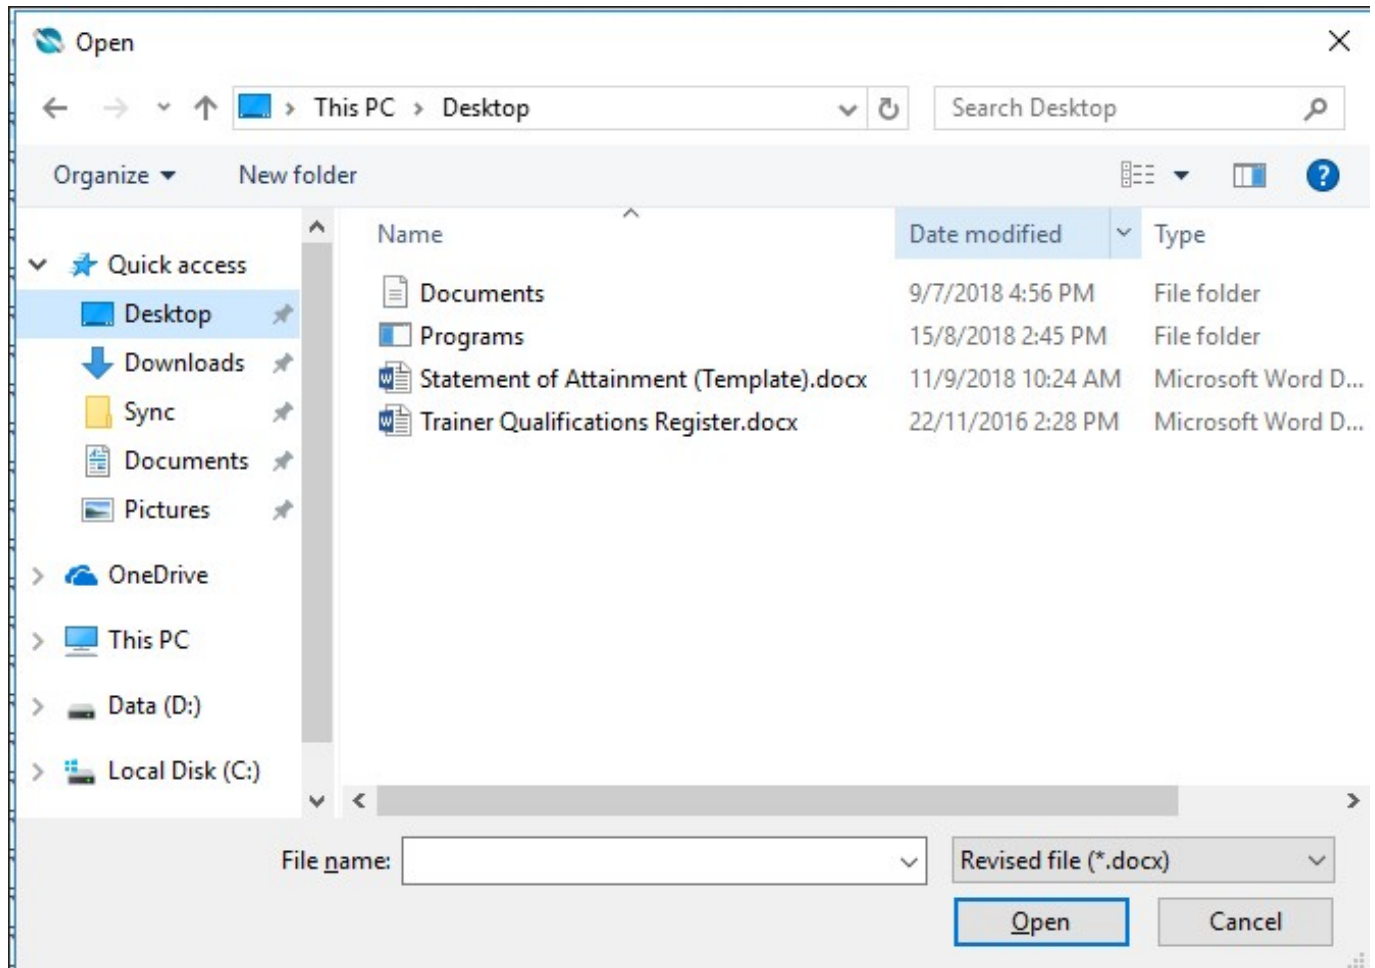 Open
This PC > Desktop
Search Desktop
Organize
New folder
?
Name Date modified Type
Quick access
Desktop
Downloads
Sync
Documents
Pictures
OneDrive
This PC
Data (D:)
Local Disk (C:)
Documents 9/7/2018 4:56 PM File folder
Programs 15/8/2018 2:45 PM File folder
Statement of Attainment (Template).docx 11/9/2018 10:24 AM Microsoft Word D...
Trainer Qualifications Register.docx 22/11/2016 2:28 PM Microsoft Word D...
File name:
Revised file (*.docx)
Open
Cancel